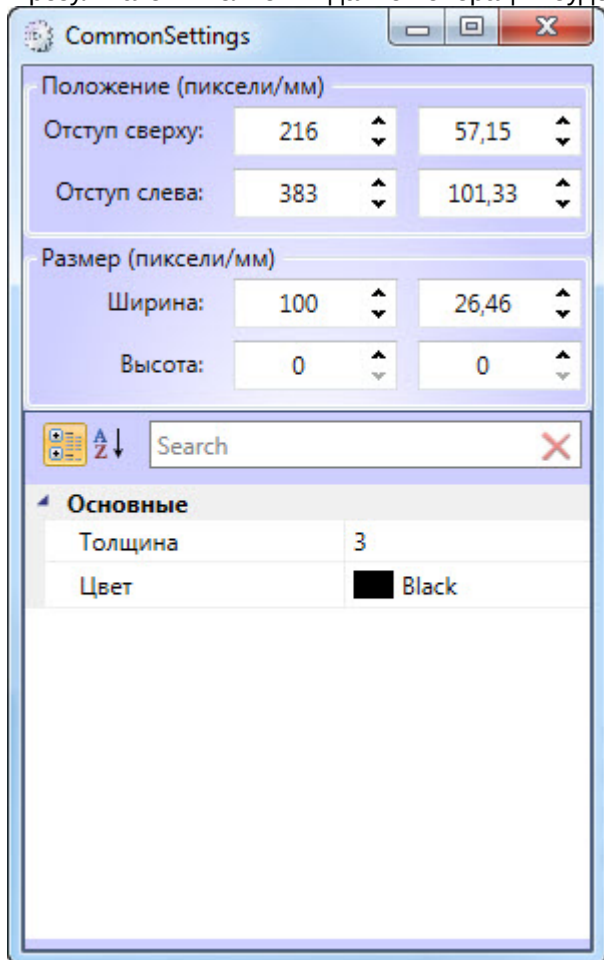 CommonSettings
Положение (пиксели/мм)
Отступ сверху: 216 57,15
Отступ слева: 383 101,33
Размер (пиксели/мм)
Ширина: 100 26,46
Высота: 0 0
Search
Основные
Толщина 3
Цвет Black